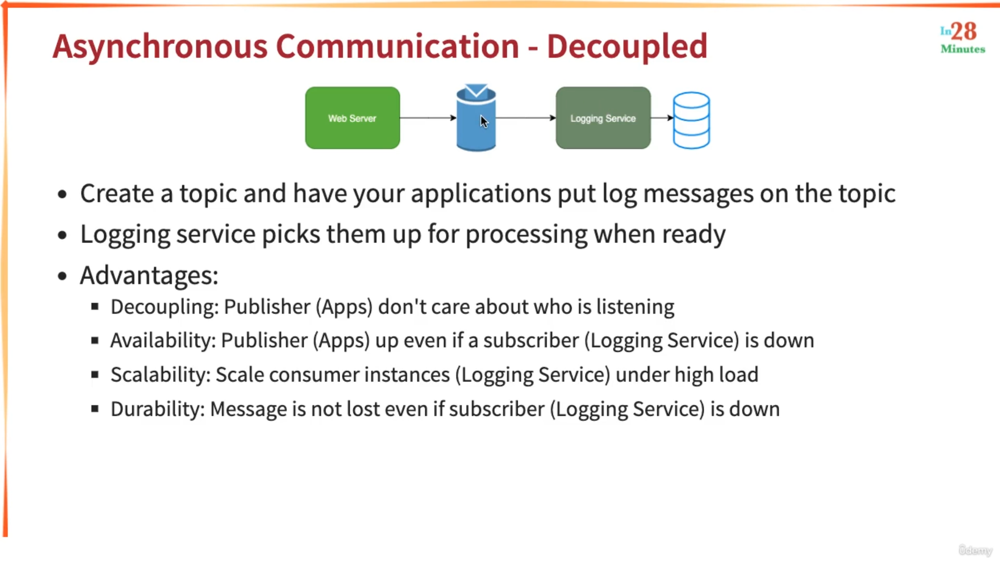 Asynchronous Communication - Decoupled
In28
Minutes
Web Server
Logging Service
• Create a topic and have your applications put log messages on the topic
• Logging service picks them up for processing when ready
• Advantages:
▪ Decoupling: Publisher (Apps) don't care about who is listening
▪ Availability: Publisher (Apps) up even if a subscriber (Logging Service) is down
▪ Scalability: Scale consumer instances (Logging Service) under high load
▪ Durability: Message is not lost even if subscriber (Logging Service) is down
ûdemy